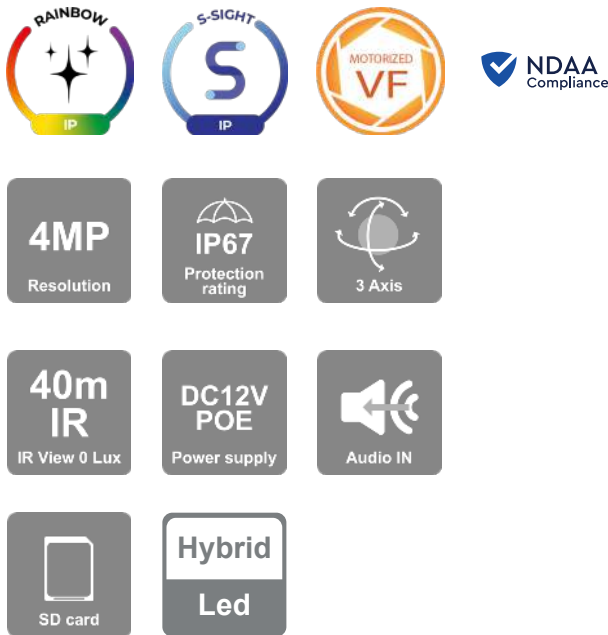 RAINBOW
IP
S-SIGHT
S
IP
MOTORIZED
VF
NDAA
Compliance
4MP
Resolution
IP67
Protection
rating
3 Axis
40m
IR
IR View 0 Lux
DC12V
POE
Power supply
Audio IN
SD card
Hybrid
Led